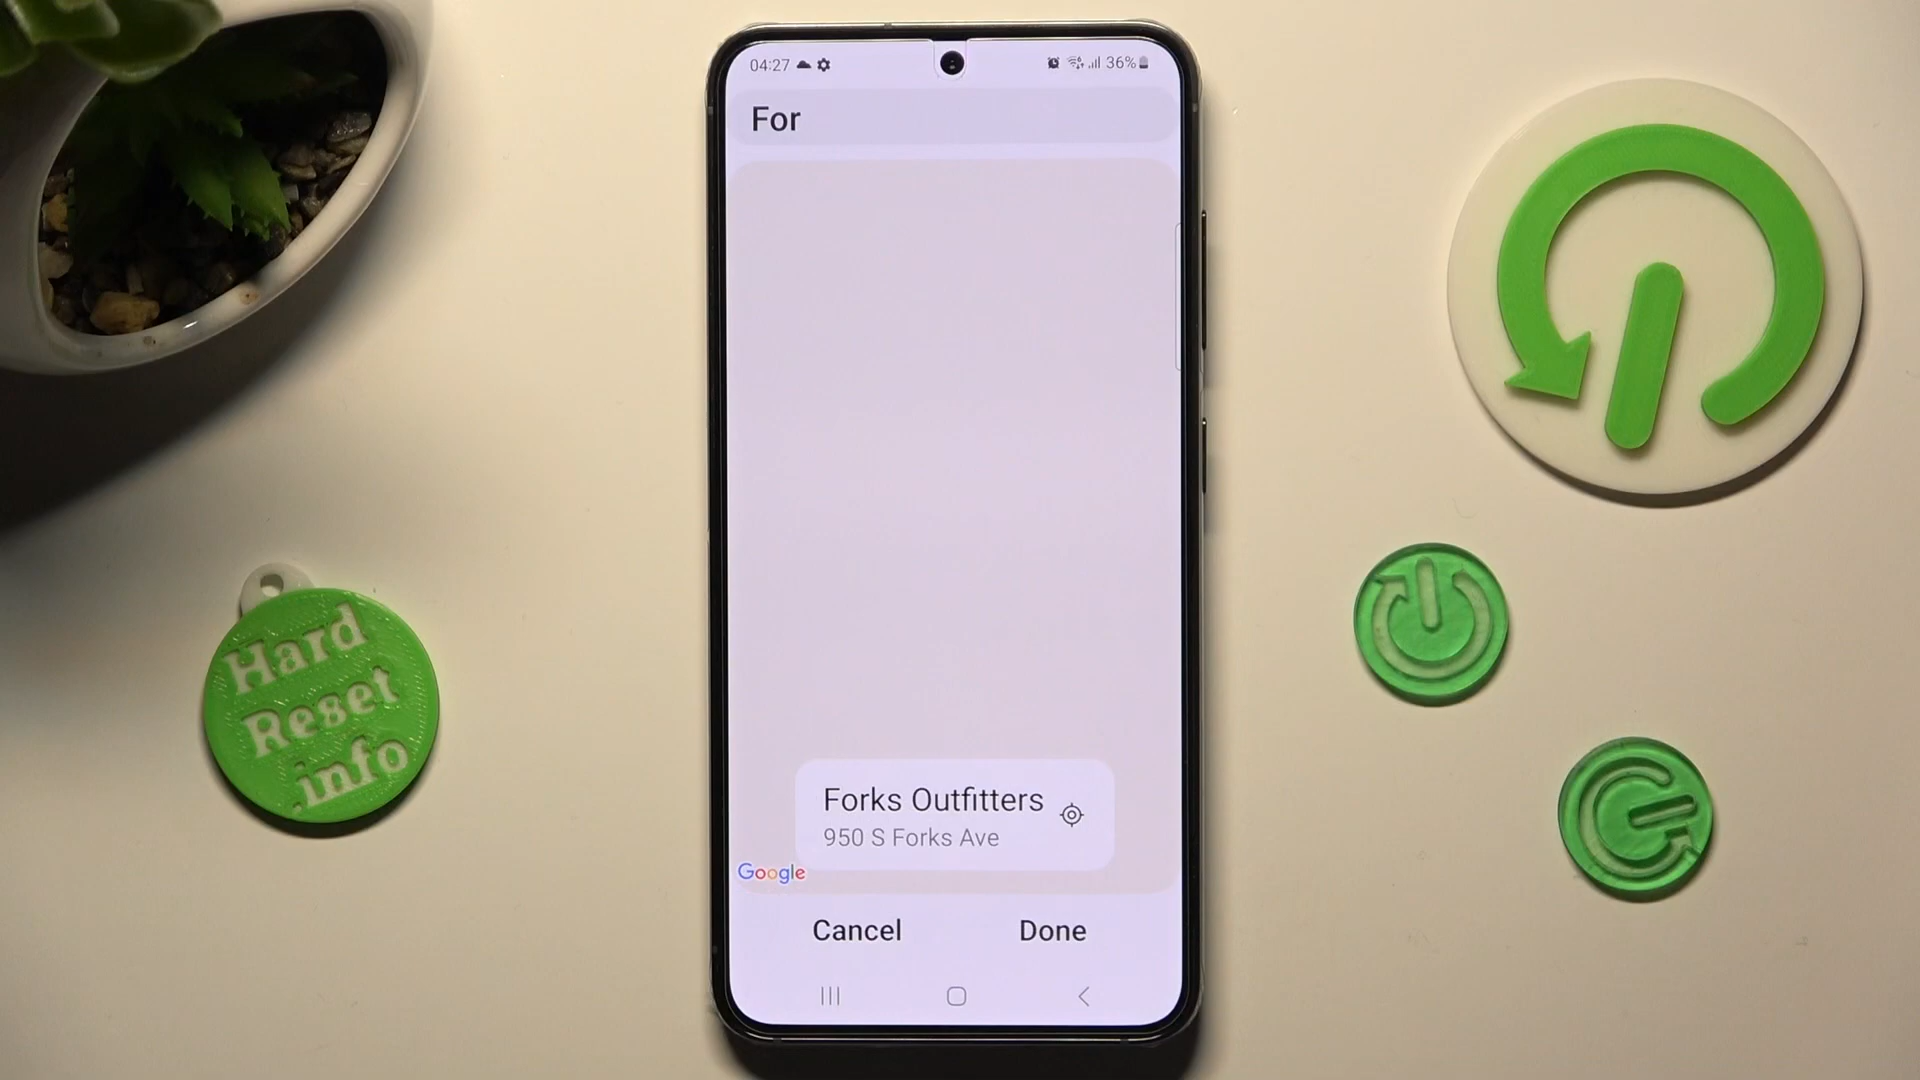 04:27
36%
For
Forks Outfitters
950 S Forks Ave
Google
Cancel
Done
Hard
Reset
.info